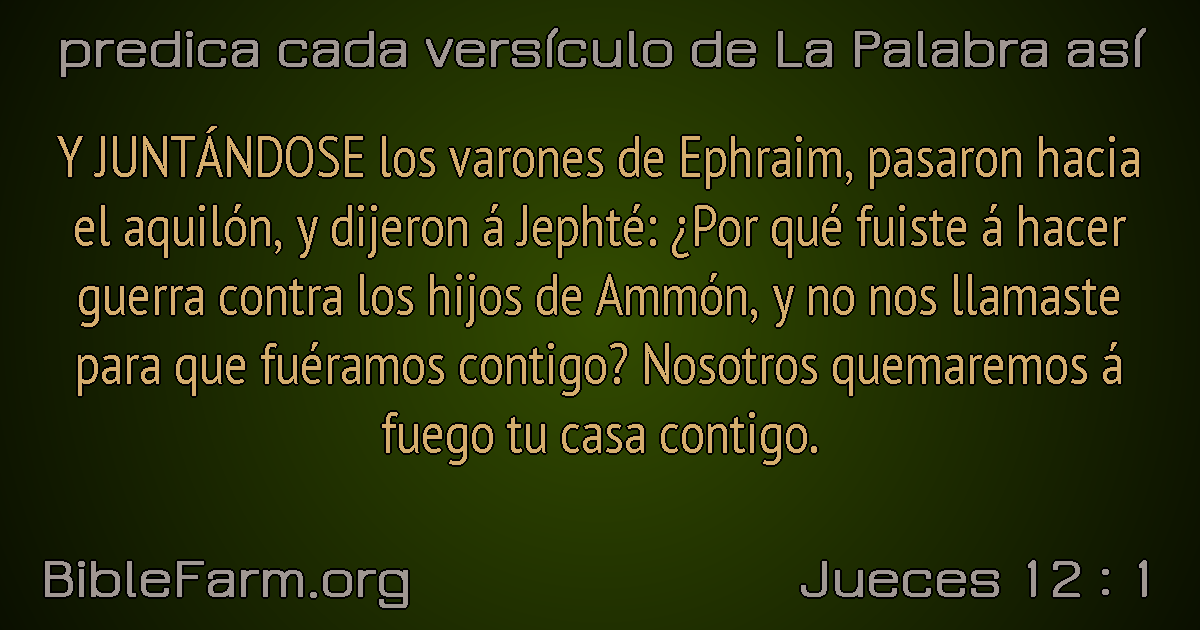 predica cada versículo de La Palabra así
Y JUNTÁNDOSE los varones de Ephraim, pasaron hacia
el aquilón, y dijeron á Jephté: ¿Por qué fuiste á hacer
guerra contra los hijos de Ammón, y no nos llamaste
para que fuéramos contigo? Nosotros quemaremos á
fuego tu casa contigo.
BibleFarm.org
Jueces 12 : 1